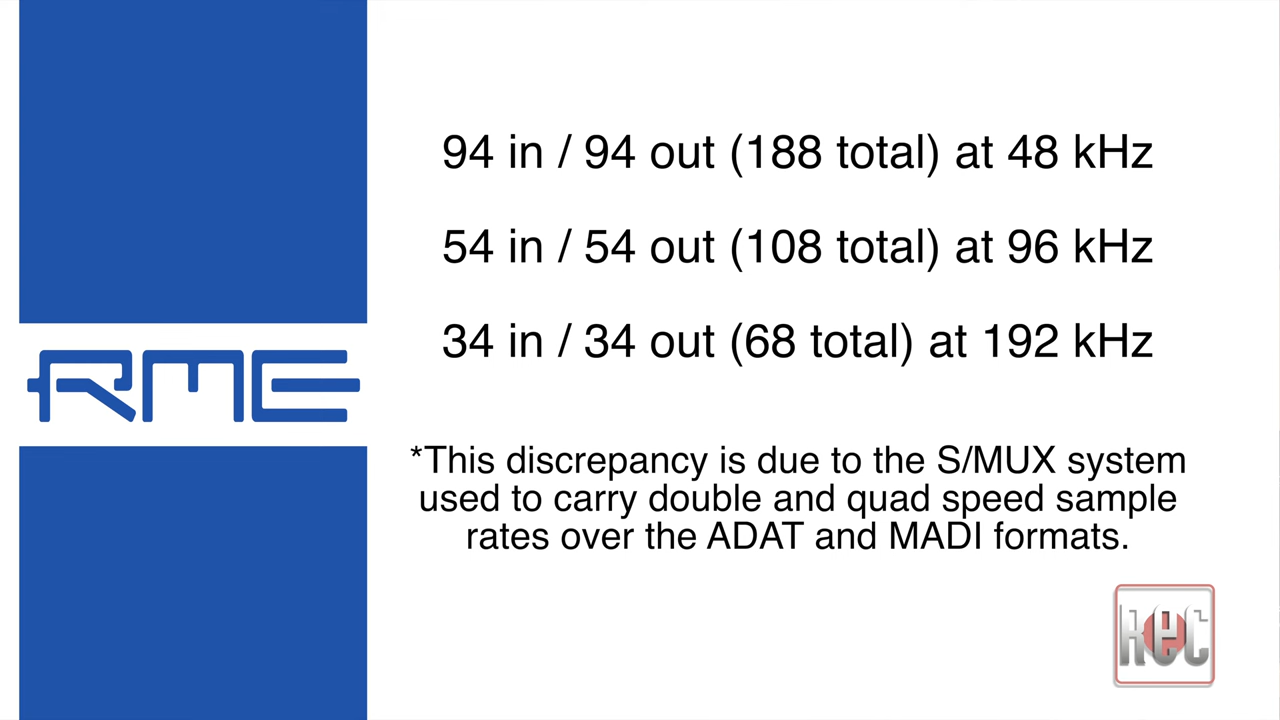 94 in / 94 out (188 total) at 48 kHz
54 in / 54 out (108 total) at 96 kHz
34 in / 34 out (68 total) at 192 kHz
RME
*This discrepancy is due to the S/MUX system
used to carry double and quad speed sample
rates over the ADAT and MADI formats.
ReC